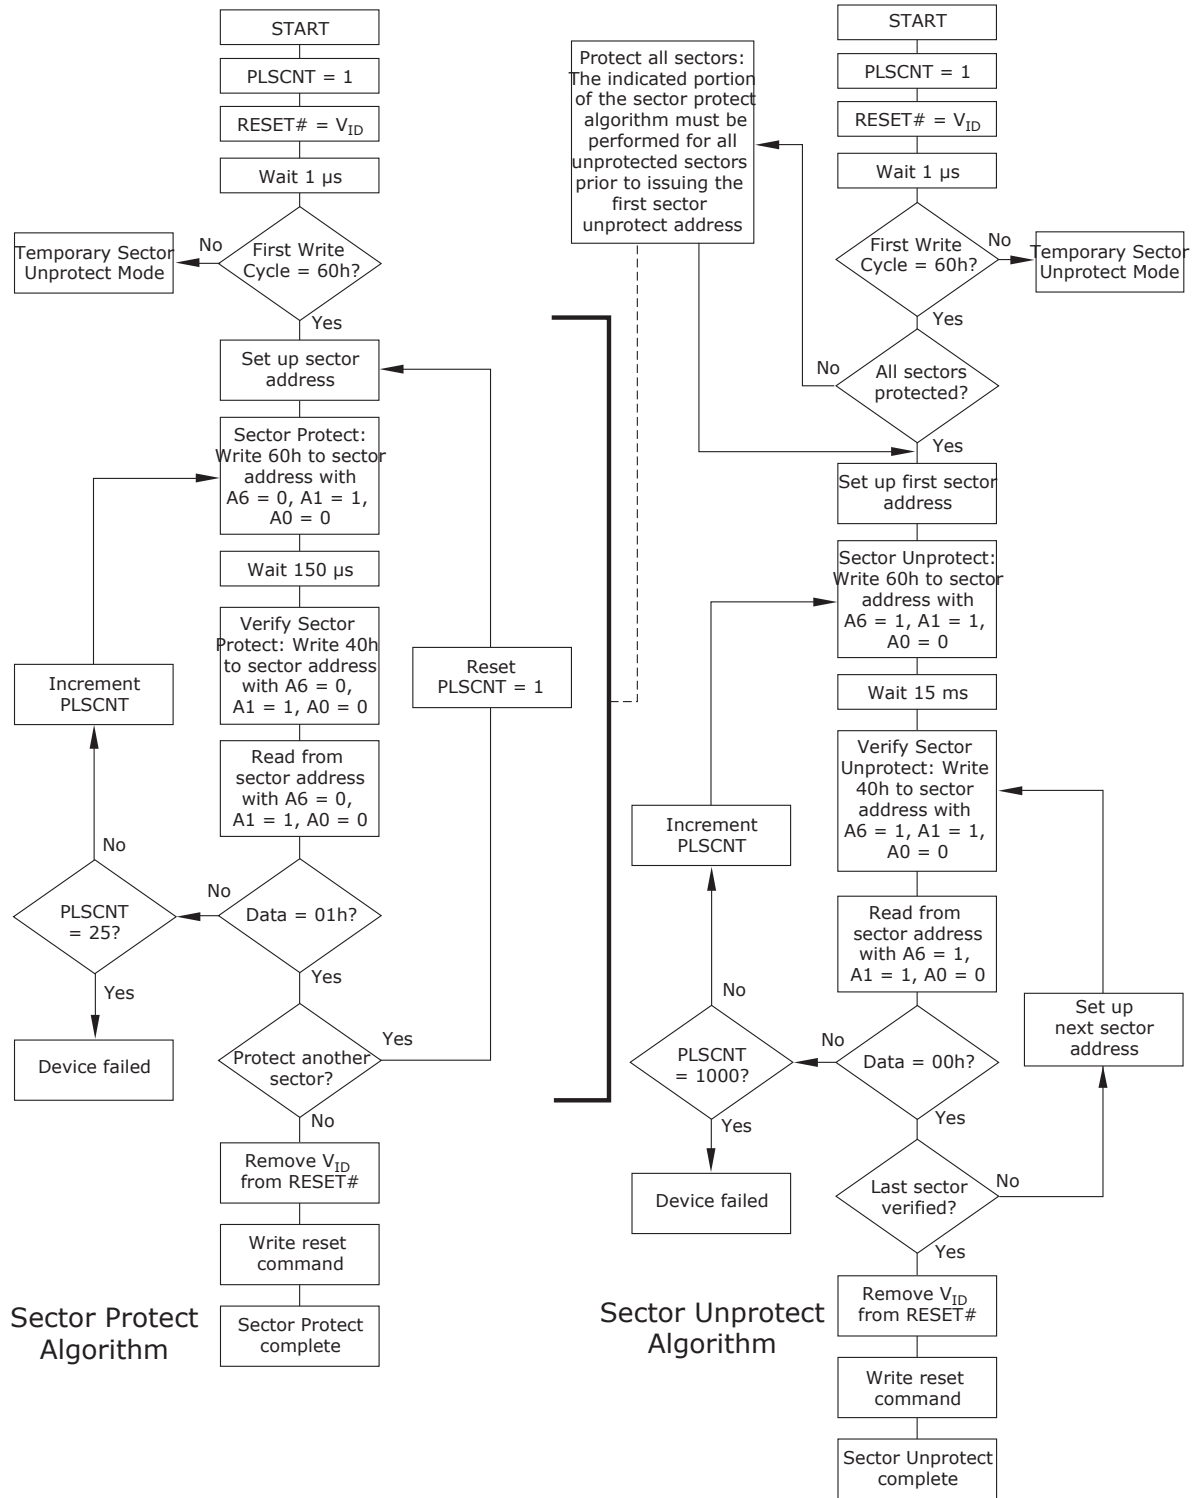 START
PLSCNT = 1
RESET# = VID
Wait 1 µs
First Write
Cycle = 60h?
No
Temporary Sector
Unprotect Mode
Yes
Set up sector
address
Sector Protect:
Write 60h to sector
address with
A6 = 0, A1 = 1,
A0 = 0
Wait 150 µs
Verify Sector
Protect: Write 40h
to sector address
with A6 = 0,
A1 = 1, A0 = 0
Reset
PLSCNT = 1
Increment
PLSCNT
Read from
sector address
with A6 = 0,
A1 = 1, A0 = 0
No
No
PLSCNT
= 25?
Data = 01h?
Yes
Yes
Device failed
Protect another
sector?
Yes
No
Remove VID
from RESET#
Write reset
command
Sector Protect
complete
Sector Protect
Algorithm
Protect all sectors:
The indicated portion
of the sector protect
algorithm must be
performed for all
unprotected sectors
prior to issuing the
first sector
unprotect address
START
PLSCNT = 1
RESET# = VID
Wait 1 µs
First Write
Cycle = 60h?
No
Temporary Sector
Unprotect Mode
Yes
No
All sectors
protected?
Yes
Set up first sector
address
Sector Unprotect:
Write 60h to sector
address with
A6 = 1, A1 = 1,
A0 = 0
Wait 15 ms
Verify Sector
Unprotect: Write
40h to sector
address with
A6 = 1, A1 = 1,
A0 = 0
Increment
PLSCNT
Read from
sector address
with A6 = 1,
A1 = 1, A0 = 0
No
No
PLSCNT
= 1000?
Data = 00h?
Set up
next sector
address
Yes
Yes
Device failed
Last sector
verified?
No
Yes
Remove VID
from RESET#
Write reset
command
Sector Unprotect
complete
Sector Unprotect
Algorithm